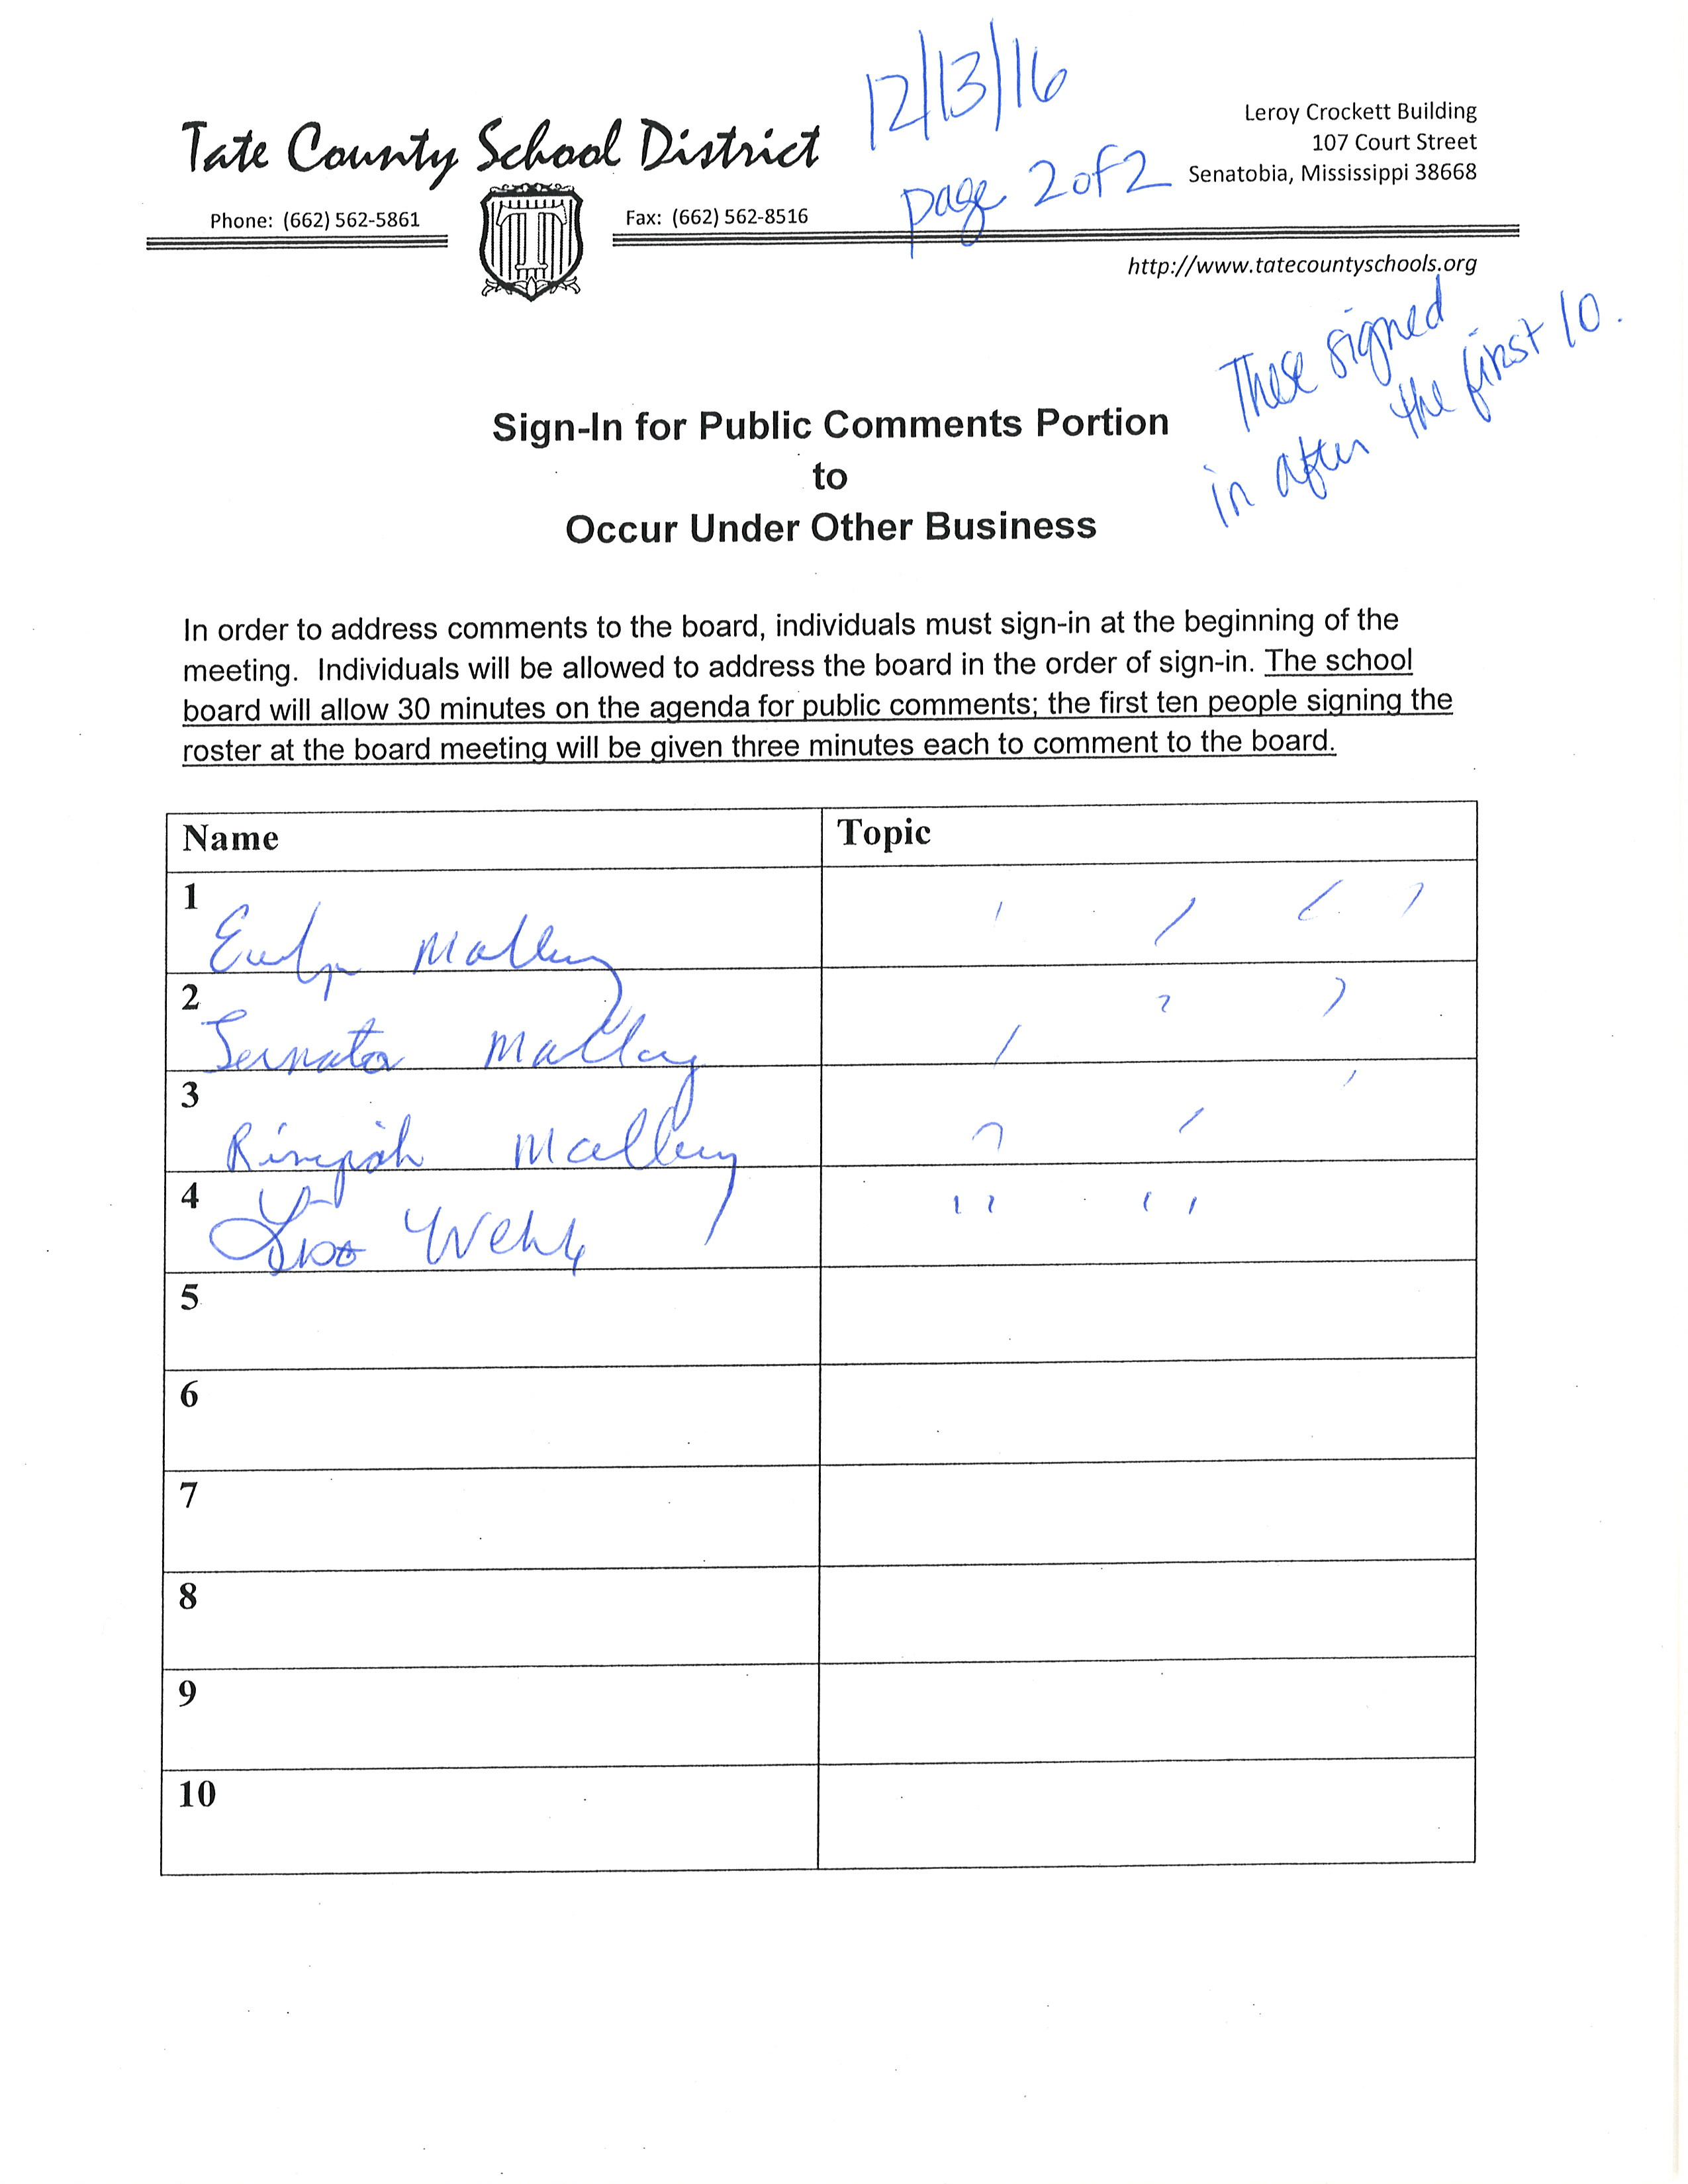 12/13/16
Tate County School District
Leroy Crockett Building
107 Court Street
Senatobia, Mississippi 38668
page 2 of 2
Phone: (662) 562-5861
Fax: (662) 562-8516
http://www.tatecountyschools.org
These signed
in after the first 10.
Sign-In for Public Comments Portion
to
Occur Under Other Business
In order to address comments to the board, individuals must sign-in at the beginning of the
meeting. Individuals will be allowed to address the board in the order of sign-in. The school
board will allow 30 minutes on the agenda for public comments; the first ten people signing the
roster at the board meeting will be given three minutes each to comment to the board.
Name Topic
1
2
3
4 Lisa
5
6
7
8
9
10